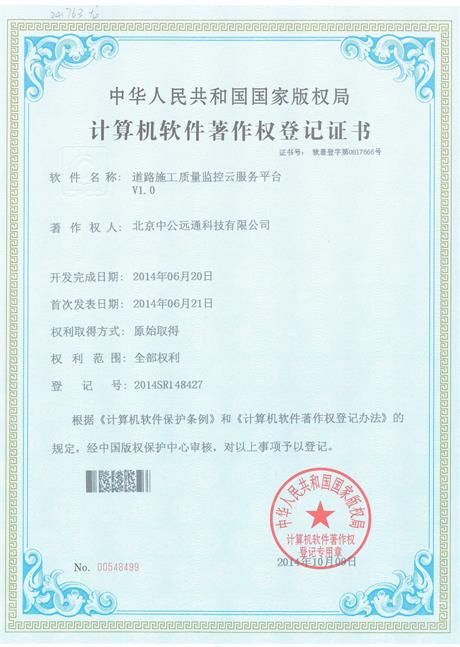 中华人民共和国国家版权局
计算机软件著作权登记证书
证书号： 软著登字第0817666号
软件名称： 道路施工质量监控云服务平台
V1.0
著作权人： 北京中公远通科技有限公司
开发完成日期： 2014年06月20日
首次发表日期： 2014年06月21日
权利取得方式： 原始取得
权利范围： 全部权利
登记号： 2014SR148427
根据《计算机软件保护条例》和《计算机软件著作权登记办法》的
规定，经中国版权保护中心审核，对以上事项予以登记。
中华人民共和国国家版权局
计算机软件著作权
登记专用章
2014年10月09日
No. 00548499